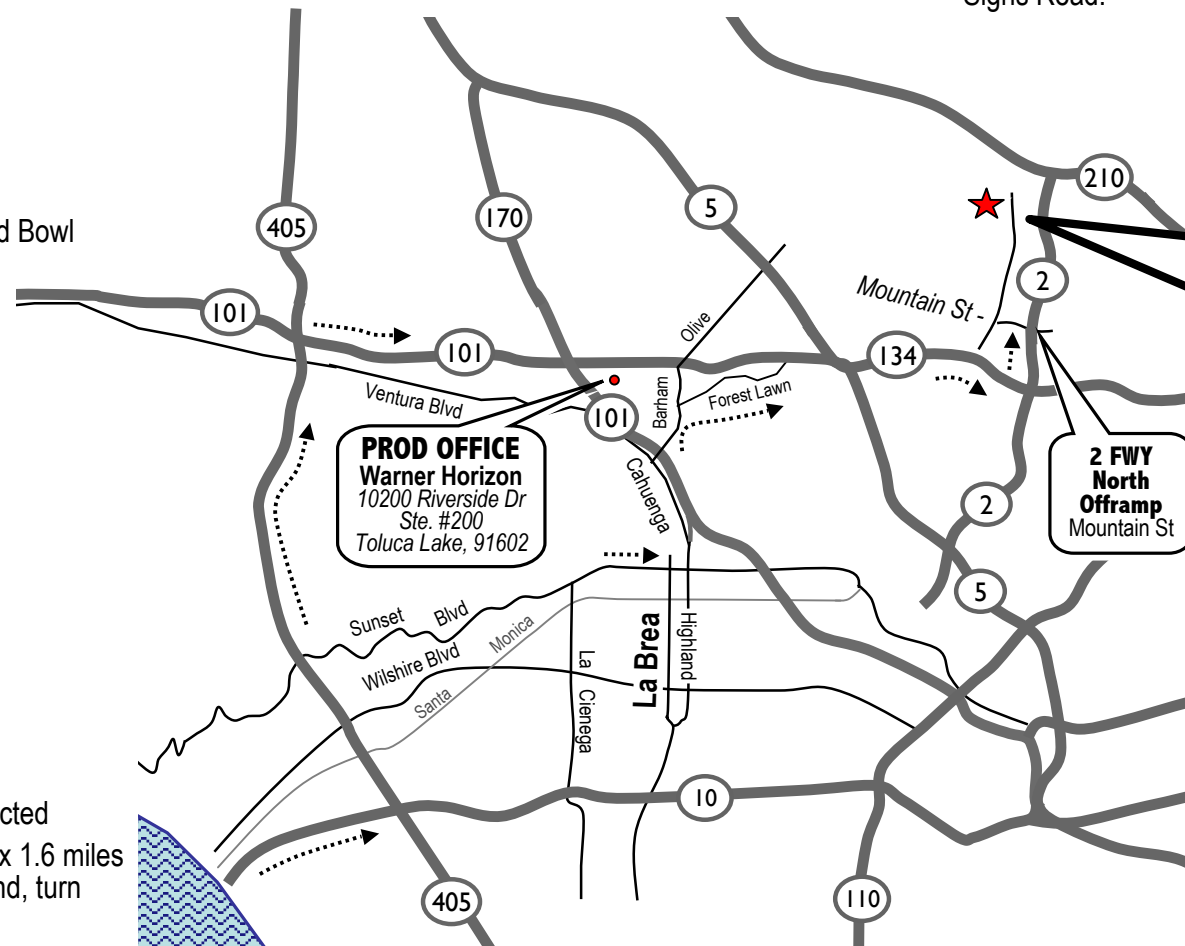 Signs Road.
210
405
170
5
d Bowl
2
101
Mountain St -
Olive
101
134
Ventura Blvd
Barham
Forest Lawn
101
PROD OFFICE
Warner Horizon
10200 Riverside Dr
Ste. #200
Toluca Lake, 91602
Cahuenga
2 FWY
North
Offramp
Mountain St
2
5
Sunset Blvd
Santa Monica
Wilshire Blvd
La Cienega
La Brea
Highland
10
cted
x 1.6 miles
nd, turn
405
110